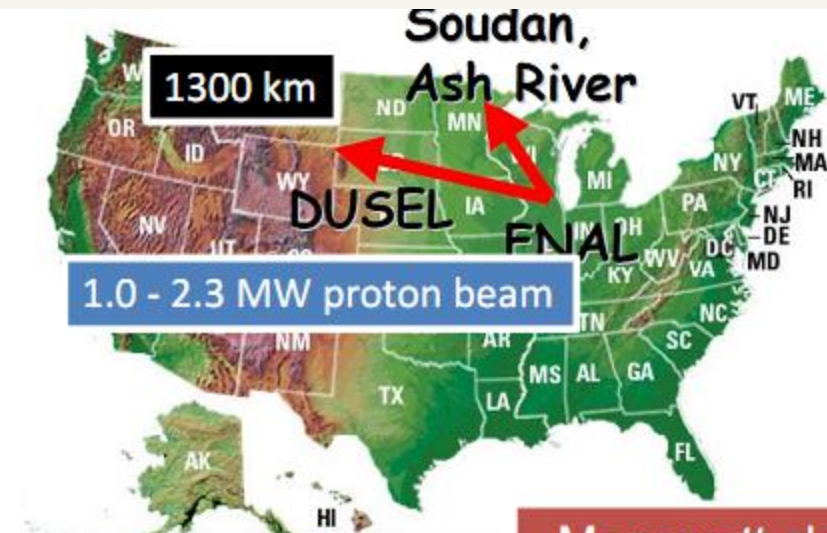 Soudan,
Ash River
1300 km
DUSEL
FNAL
1.0 - 2.3 MW proton beam
W
OR
ID
NV
UT
WY
ND
MN
WI
IA
MI
IN
OH
KY
WV
VA
PA
NY
VT
ME
NH
MA
RI
CT
NJ
DE
DC
MD
NC
TN
SC
AR
MS
AL
GA
LA
FL
TX
NM
AK
HI